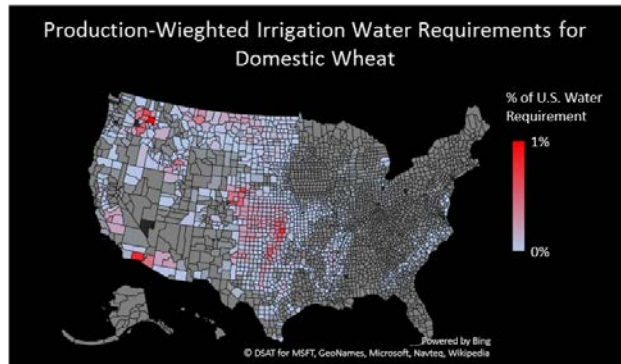 Production-Wieghted Irrigation Water Requirements for
Domestic Wheat
% of U.S. Water
Requirement
1%
0%
Powered by Bing
© DSAT for MSFT, GeoNames, Microsoft, Navteq, Wikipedia